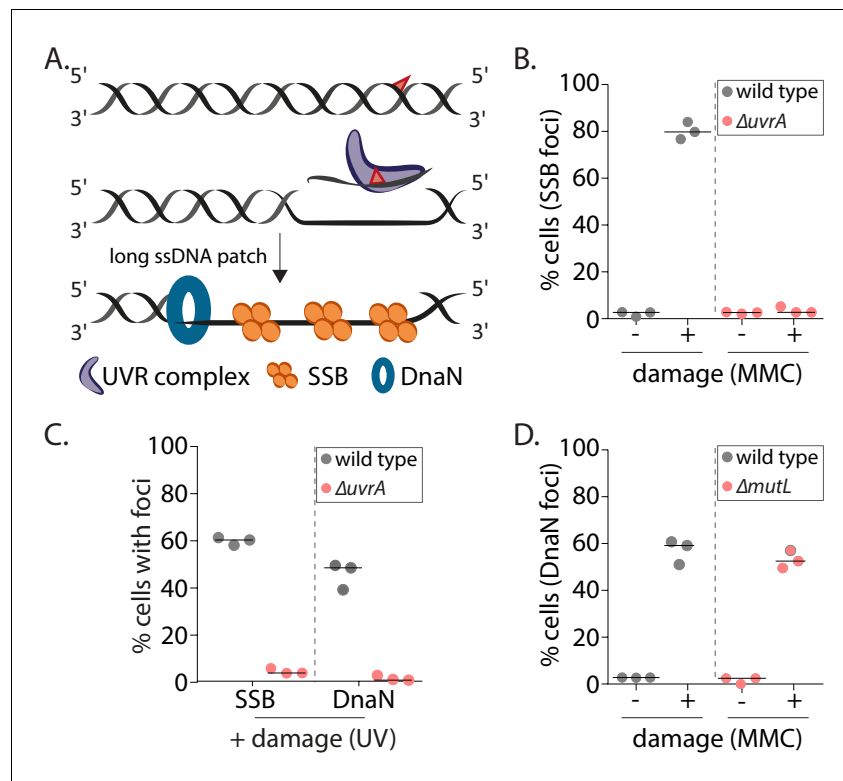 A.
5'
5'
3'
3'
5'
5'
3'
3'
long ssDNA patch
5'
5'
3'
3'
UVR complex SSB DnaN
B.
% cells (SSB foci)
100
80
60
40
20
0
wild type
ΔuvrA
- + - +
damage (MMC)
C.
% cells with foci
100
80
60
40
20
0
wild type
ΔuvrA
SSB DnaN
+ damage (UV)
D.
% cells (DnaN foci)
100
80
60
40
20
0
wild type
ΔmutL
- + - +
damage (MMC)